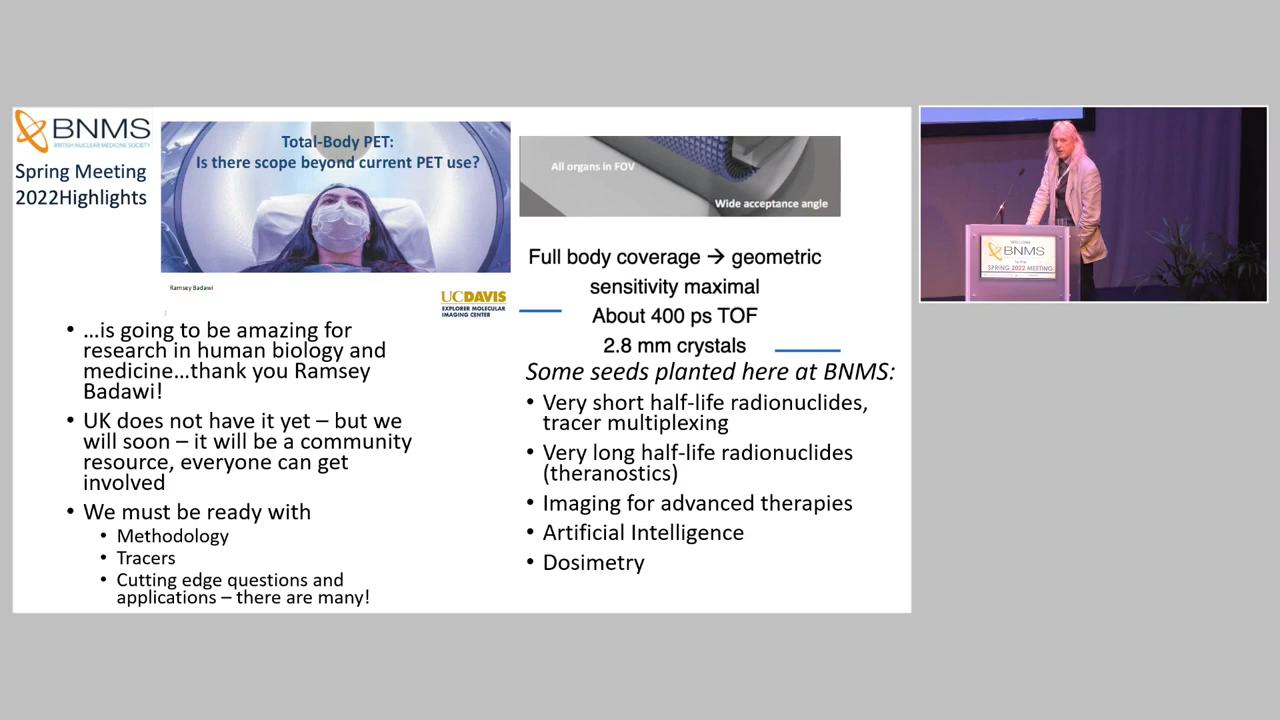 BNMS
BRITISH NUCLEAR MEDICINE SOCIETY
Spring Meeting
2022Highlights
Total-Body PET:
Is there scope beyond current PET use?
Ramsey Badawi
UCDAVIS
EXPLORER MOLECULAR
IMAGING CENTER
• …is going to be amazing for
research in human biology and
medicine…thank you Ramsey
Badawi!
• UK does not have it yet – but we
will soon – it will be a community
resource, everyone can get
involved
• We must be ready with
• Methodology
• Tracers
• Cutting edge questions and
applications – there are many!
All organs in FOV
Wide acceptance angle
Full body coverage → geometric
sensitivity maximal
About 400 ps TOF
2.8 mm crystals
Some seeds planted here at BNMS:
• Very short half-life radionuclides,
tracer multiplexing
• Very long half-life radionuclides
(theranostics)
• Imaging for advanced therapies
• Artificial Intelligence
• Dosimetry
WELCOME
BNMS
to the
SPRING 2022 MEETING